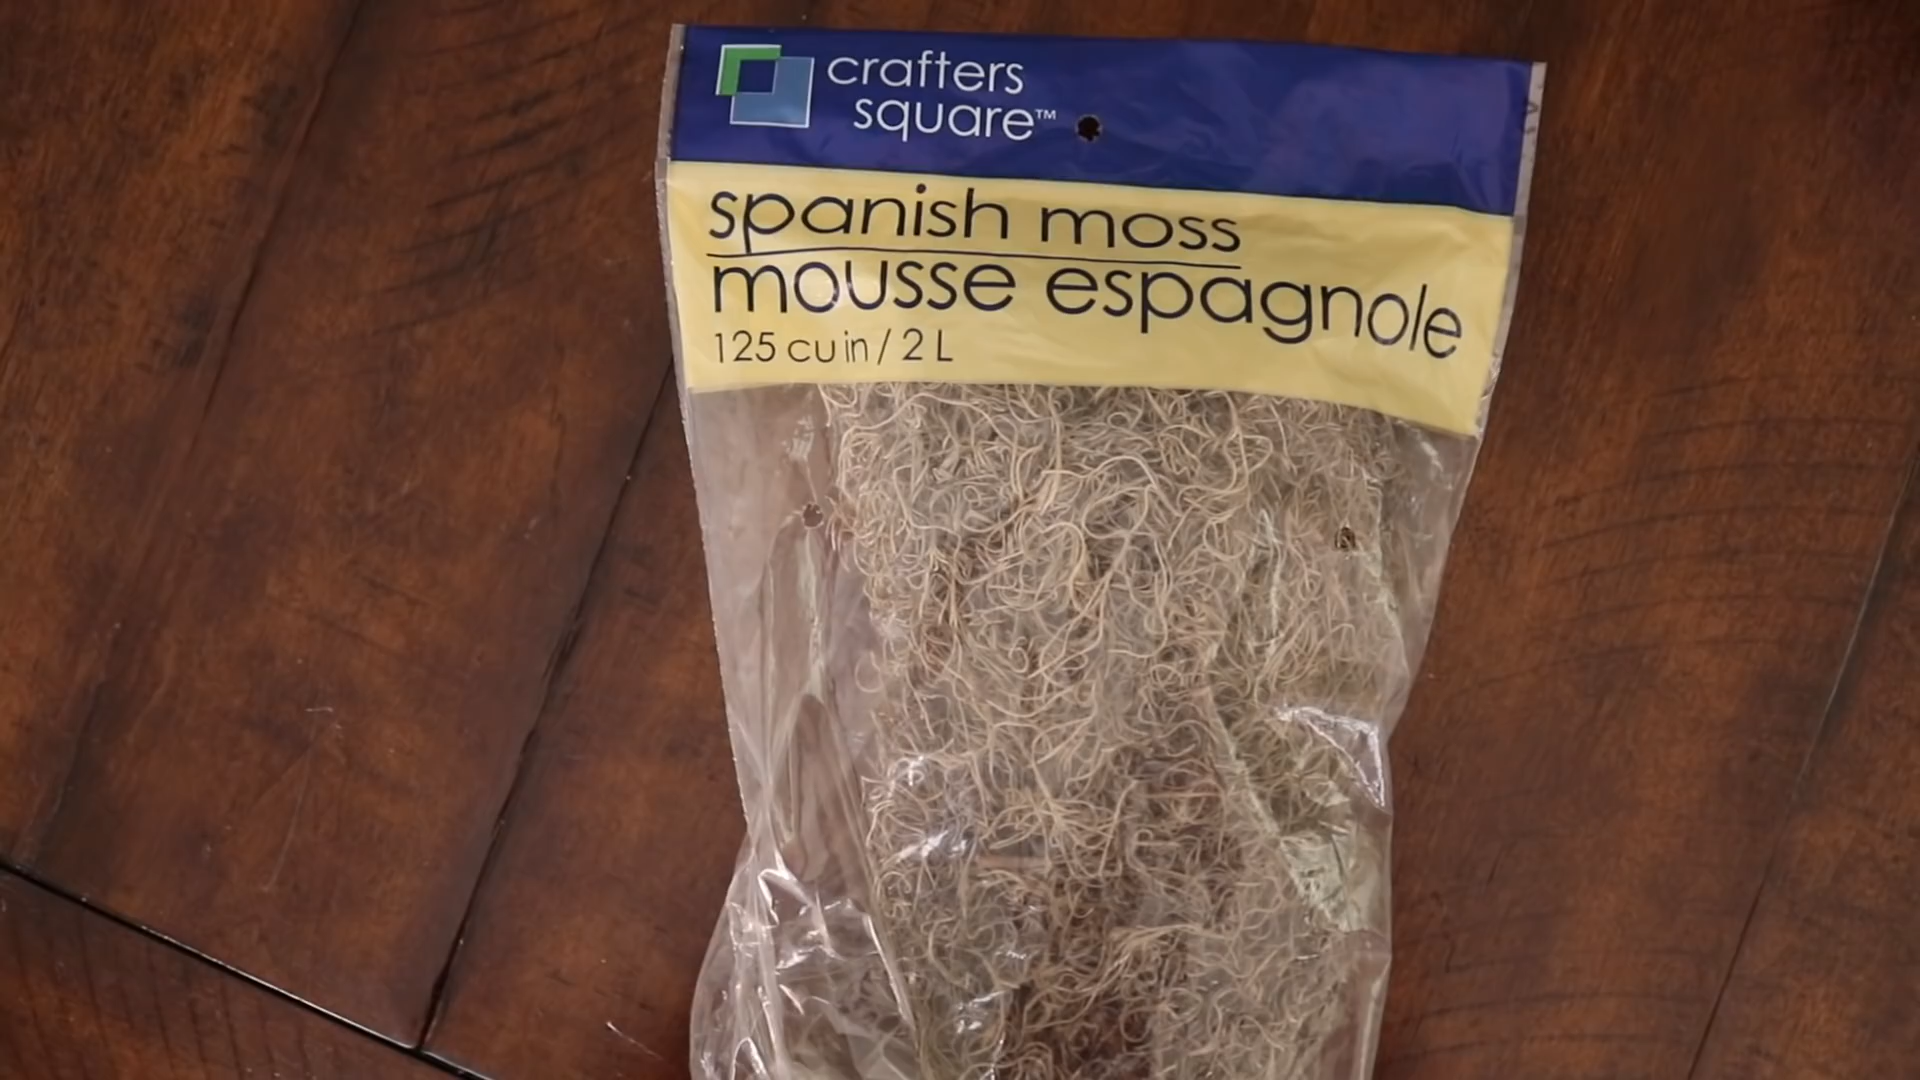 crafters
square™
spanish moss
mousse espagnole
125 cu in / 2 L